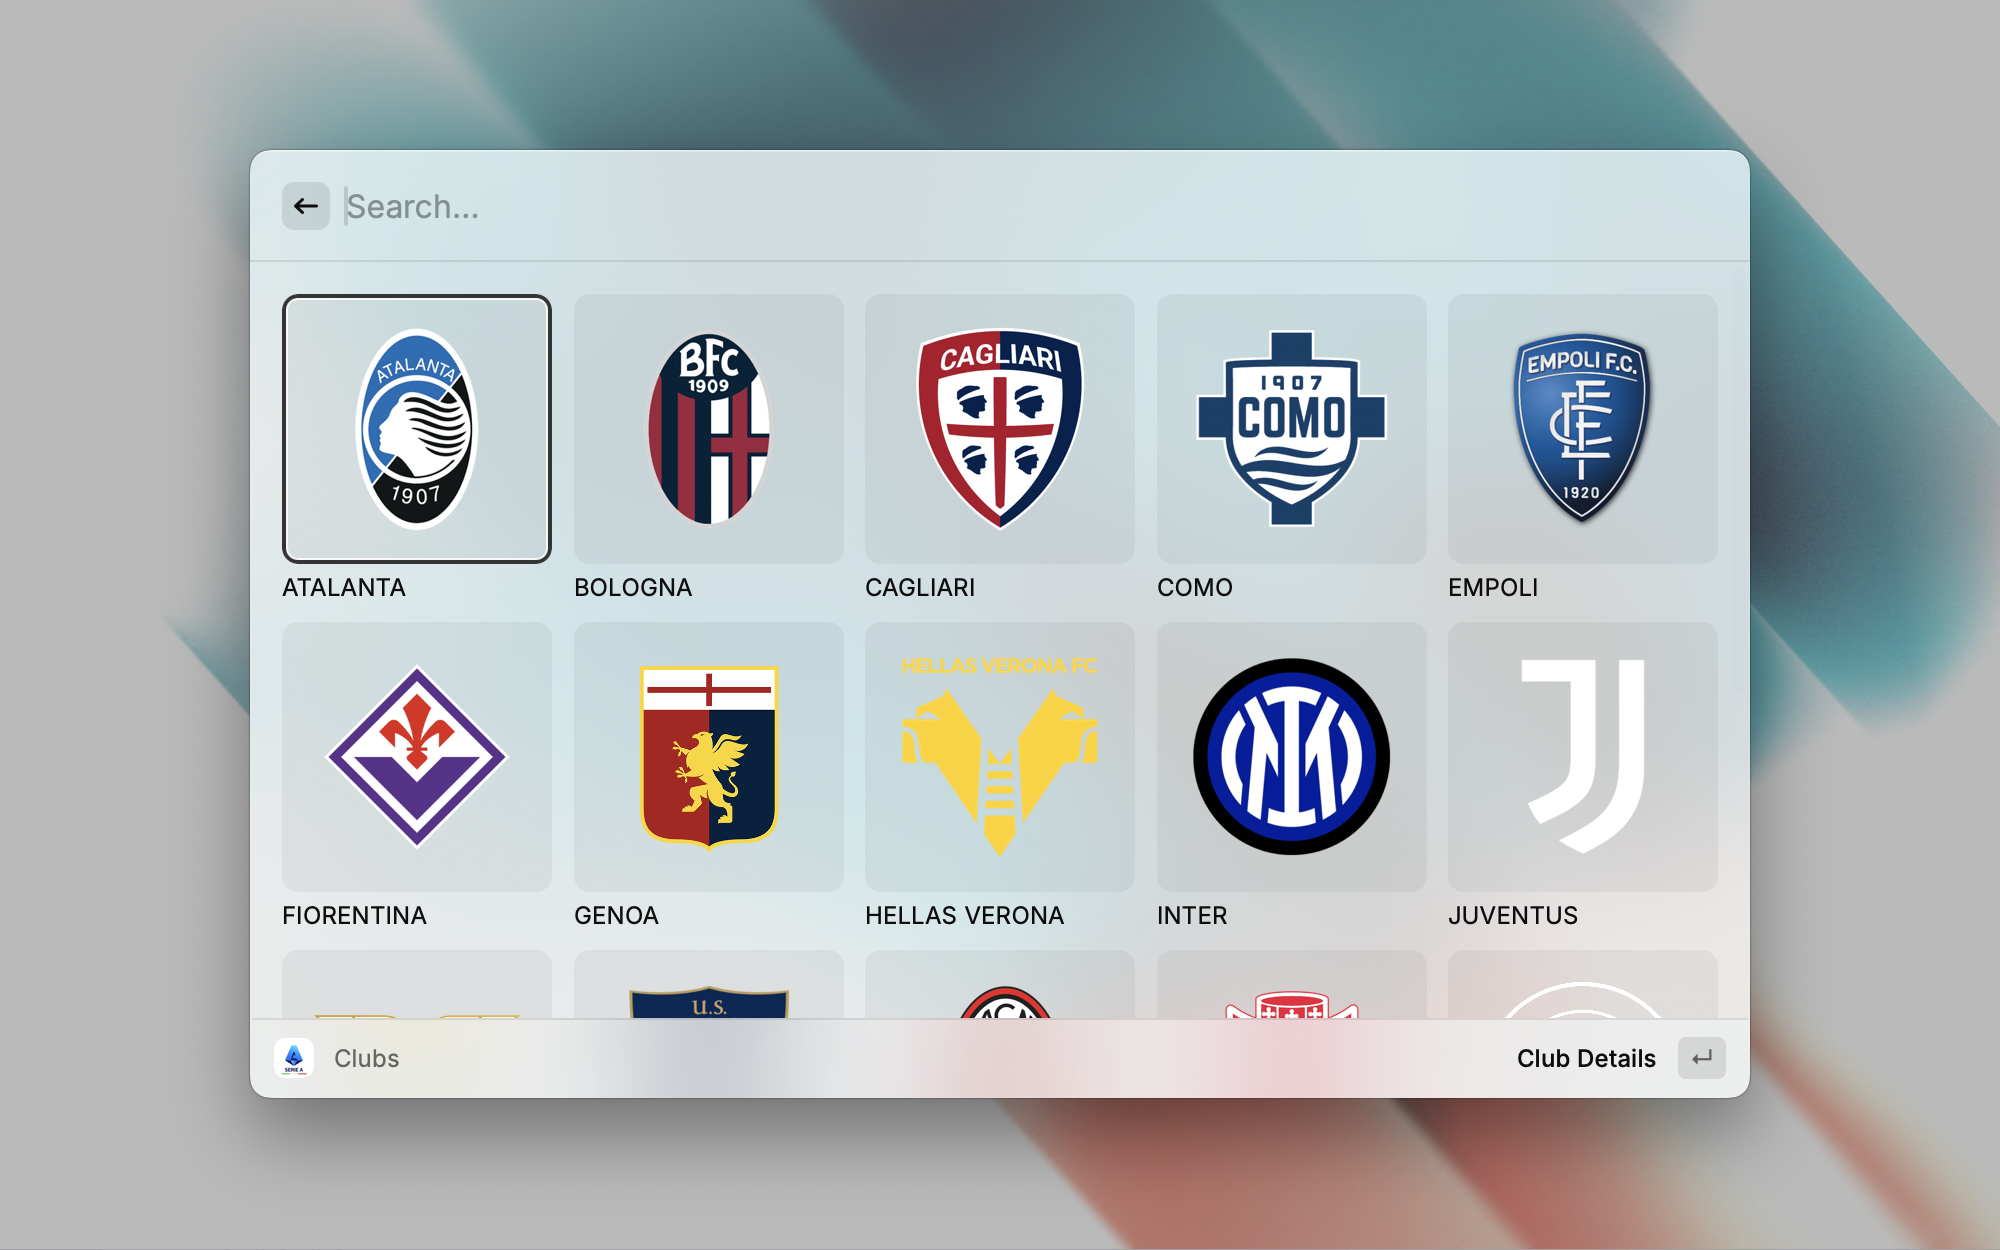 Search...
ATALANTA
1907
BFC
1909
CAGLIARI
1907
COMO
EMPOLI F.C.
1920
ATALANTA
BOLOGNA
CAGLIARI
COMO
EMPOLI
HELLAS VERONA FC
FIORENTINA
GENOA
HELLAS VERONA
INTER
JUVENTUS
u.s.
SERIE A
Clubs
Club Details